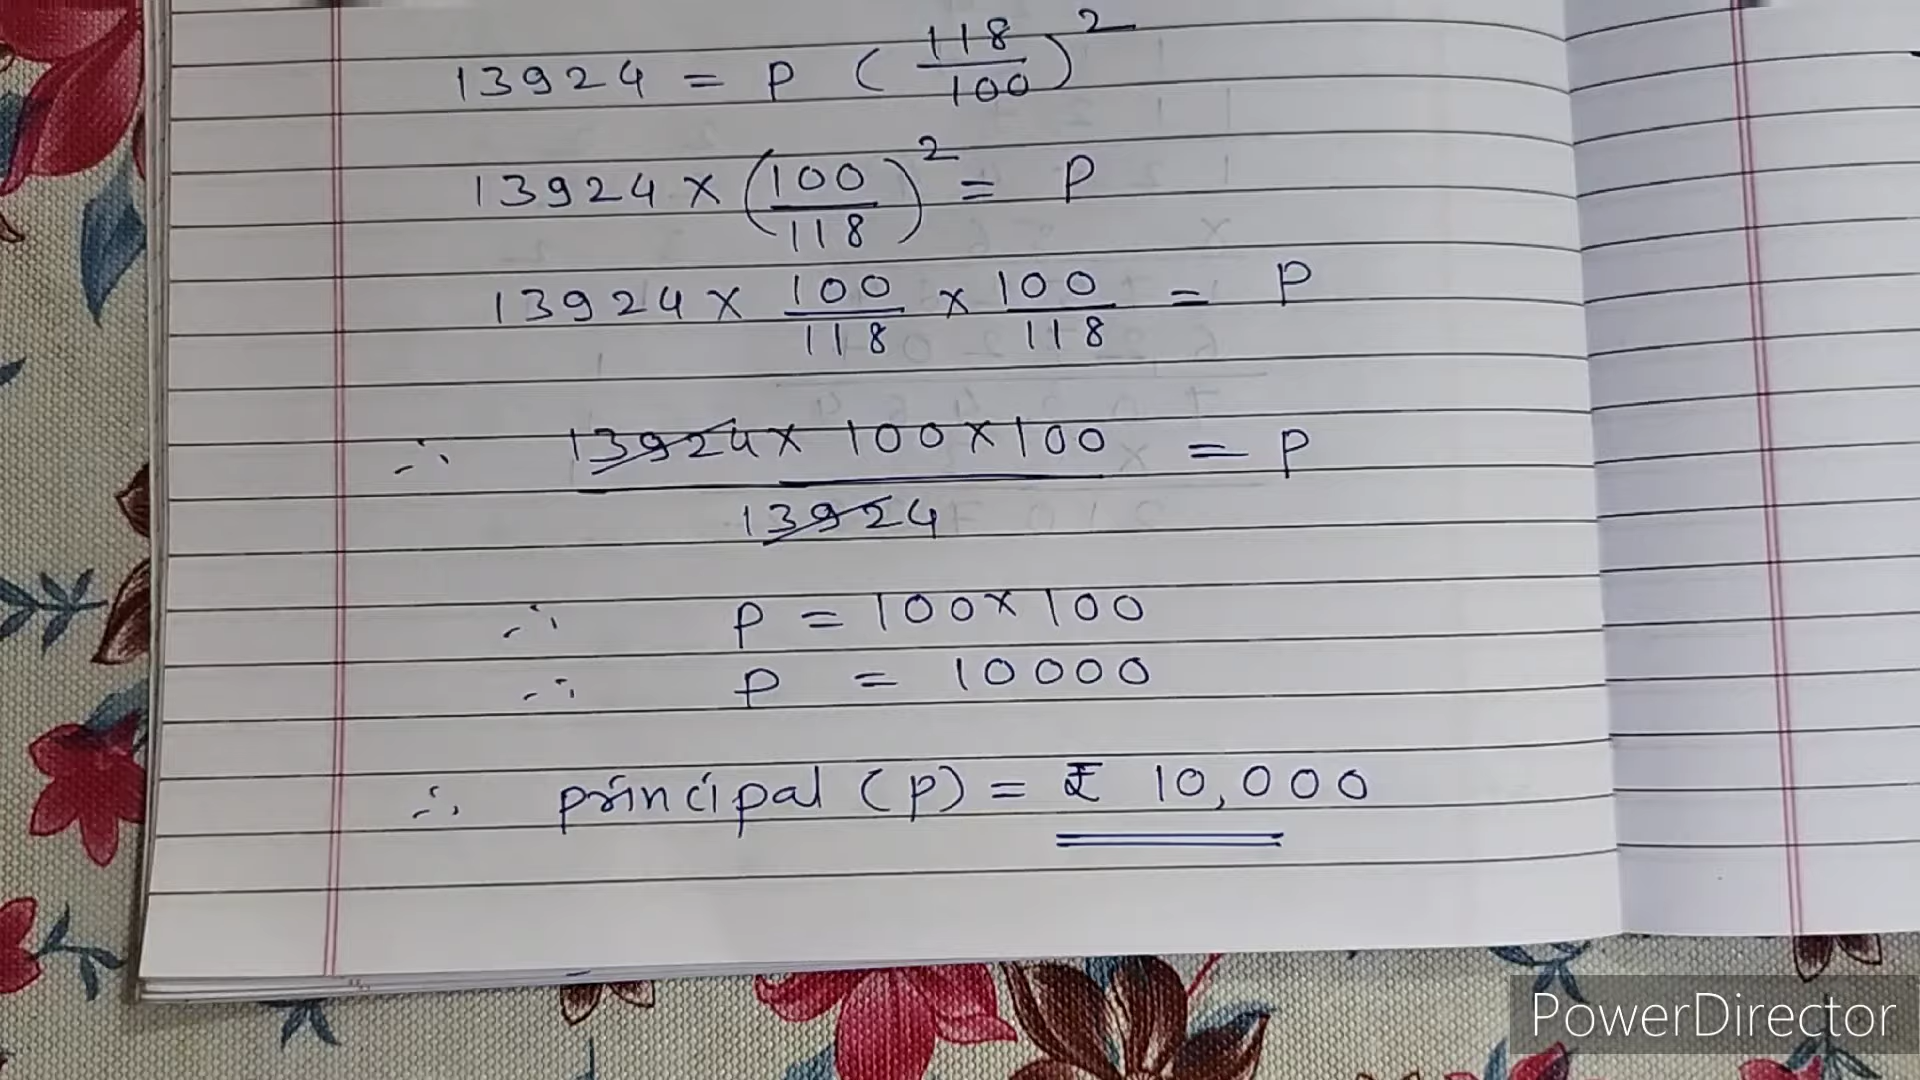 13924 = P (118/100)²
13924 × (100/118)² = P
13924 × 100/118 × 100/118 = P
∴ 13924 × 100 × 100 / 13924 = P
∴ P = 100 × 100
∴ P = 10000
∴ principal (P) = ₹ 10,000
PowerDirector